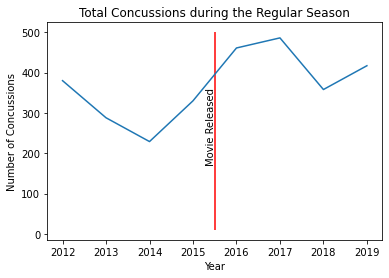 Total Concussions during the Regular Season
Number of Concussions
500
400
300
200
100
0
Movie Released
2012 2013 2014 2015 2016 2017 2018 2019
Year